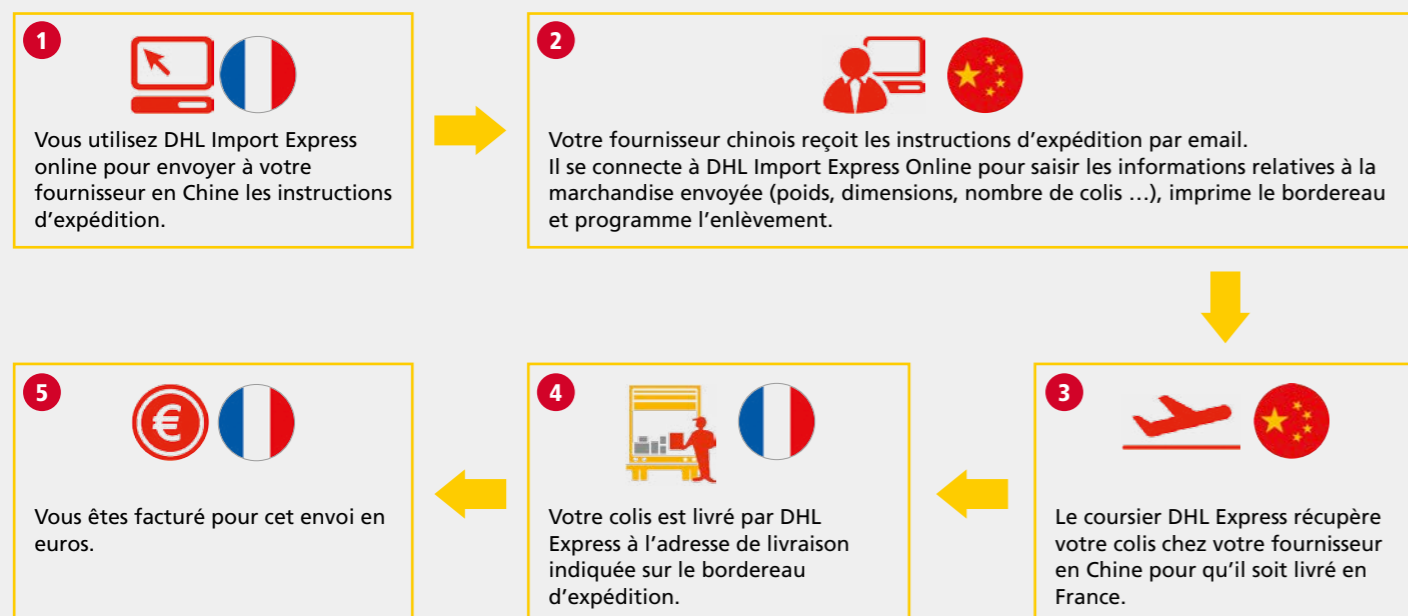 1
Vous utilisez DHL Import Express
online pour envoyer à votre
fournisseur en Chine les instructions
d'expédition.
2
Votre fournisseur chinois reçoit les instructions d'expédition par email.
Il se connecte à DHL Import Express Online pour saisir les informations relatives à la
marchandise envoyée (poids, dimensions, nombre de colis …), imprime le bordereau
et programme l'enlèvement.
3
Le coursier DHL Express récupère
votre colis chez votre fournisseur
en Chine pour qu'il soit livré en
France.
4
Votre colis est livré par DHL
Express à l'adresse de livraison
indiquée sur le bordereau
d'expédition.
5
€
Vous êtes facturé pour cet envoi en
euros.